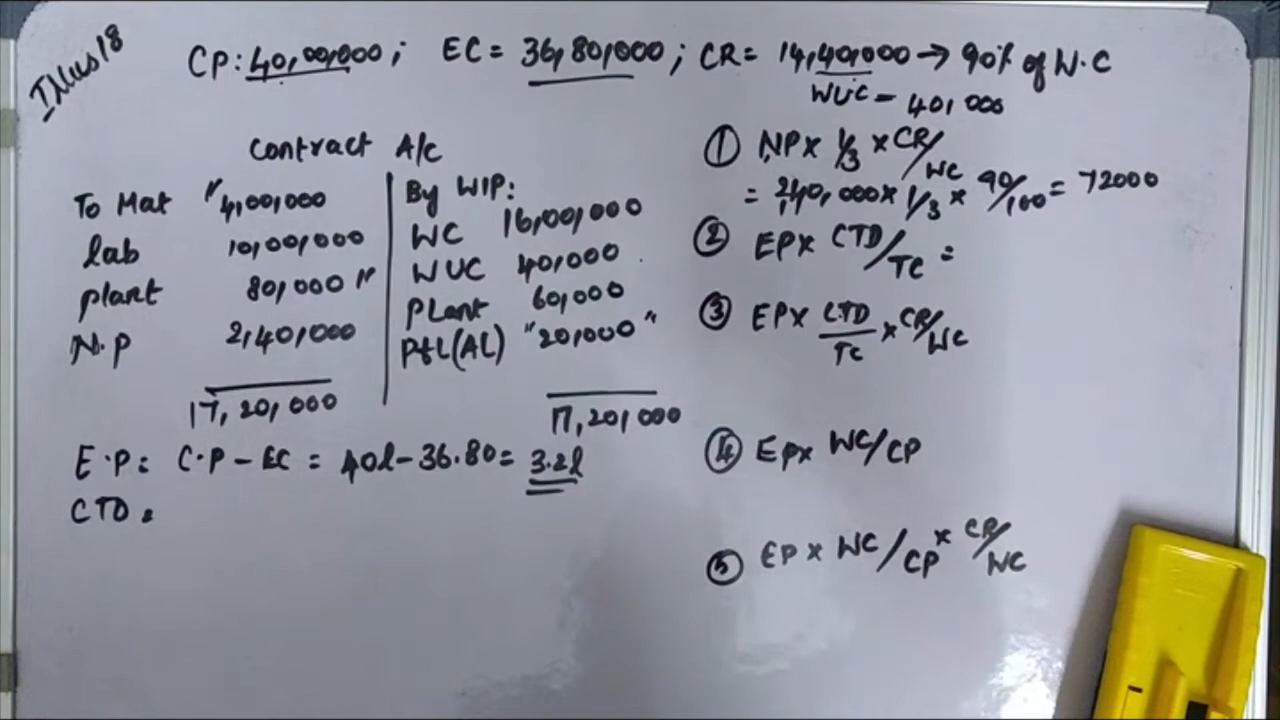 Illus 18
CP: 40,00,000; EC = 36,80,000; CR = 14,40,000 → 90% of W.C
WUC = 40,000
Contract A/c
To Mat "4,00,000
lab 10,00,000
plant 80,000"
N.P 2,40,000
17,20,000
By WIP:
WC 16,00,000
WUC 40,000
Plant 60,000
P&L(AL) "20,000"
17,20,000
E.P = C.P - EC = 40l - 36.80 = 3.2l
CTD =
① NP x 1/3 x CR/WC
= 240,000 x 1/3 x 90/100 = 72000
② EP x CTD/TC =
③ EP x CTD/TC x CR/WC
④ EP x WC/CP
⑤ EP x WC/CP x CR/WC